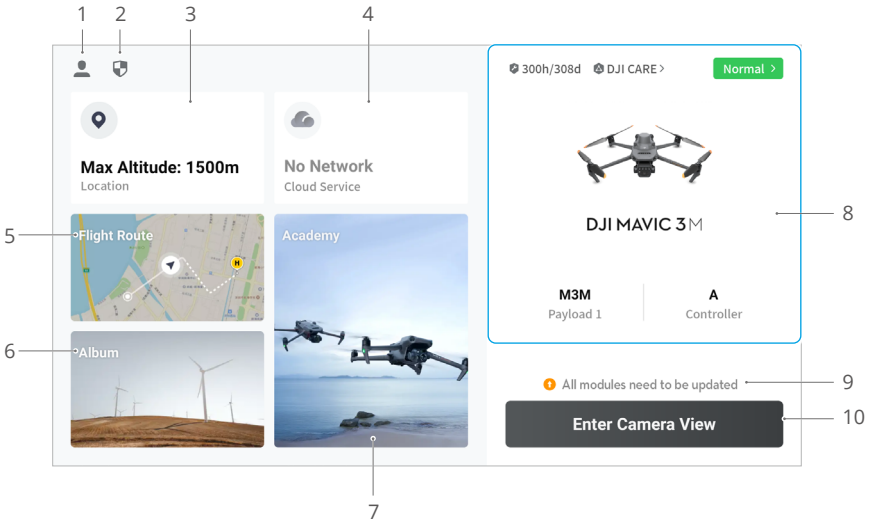 1
2
3
4
300h/308d
DJI CARE >
Normal >
Max Altitude: 1500m
Location
No Network
Cloud Service
DJI MAVIC 3M
8
5
Flight Route
H
Academy
M3M
Payload 1
A
Controller
6
Album
All modules need to be updated
9
Enter Camera View
10
7